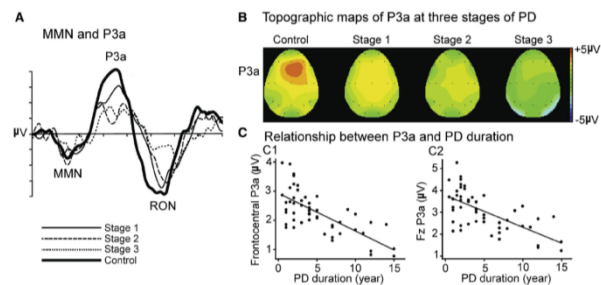 A
MMN and P3a
P3a
µV
MMN
RON
Stage 1
Stage 2
Stage 3
Control
B Topographic maps of P3a at three stages of PD
Control Stage 1 Stage 2 Stage 3
P3a
+5µV
-5µV
C Relationship between P3a and PD duration
C1
Frontocentral P3a (µV)
4
3
2
1
0 5 10 15
PD duration (year)
C2
Fz P3a (µV)
5
4
3
2
1
0 5 10 15
PD duration (year)